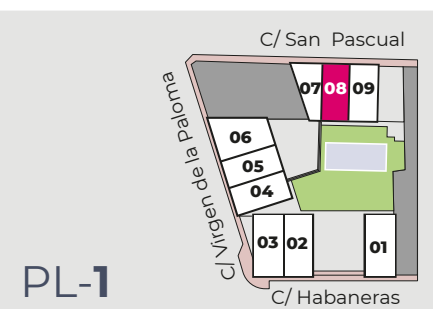 C/ San Pascual
07 08 09
C/ Virgen de la Paloma
06
05
04
03 02 01
PL-1
C/ Habaneras